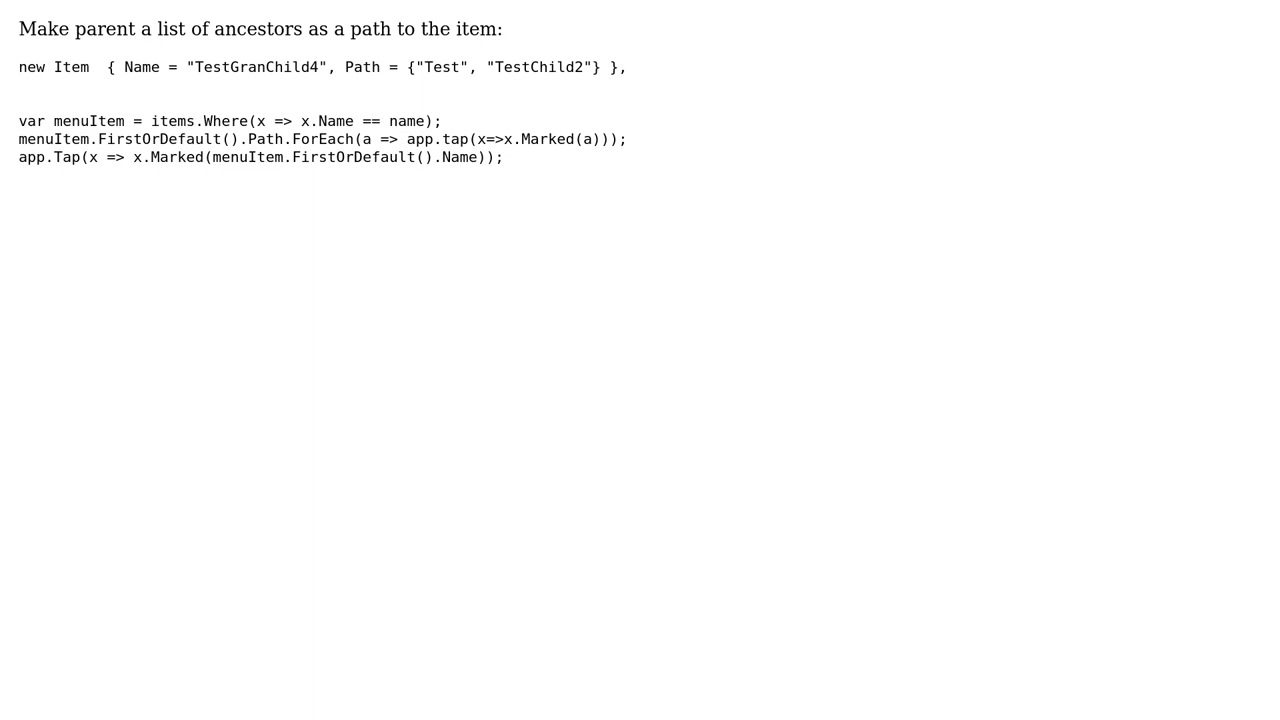 Make parent a list of ancestors as a path to the item:
new Item  { Name = "TestGranChild4", Path = {"Test", "TestChild2"} },
var menuItem = items.Where(x => x.Name == name);
menuItem.FirstOrDefault().Path.ForEach(a => app.tap(x=>x.Marked(a)));
app.Tap(x => x.Marked(menuItem.FirstOrDefault().Name));